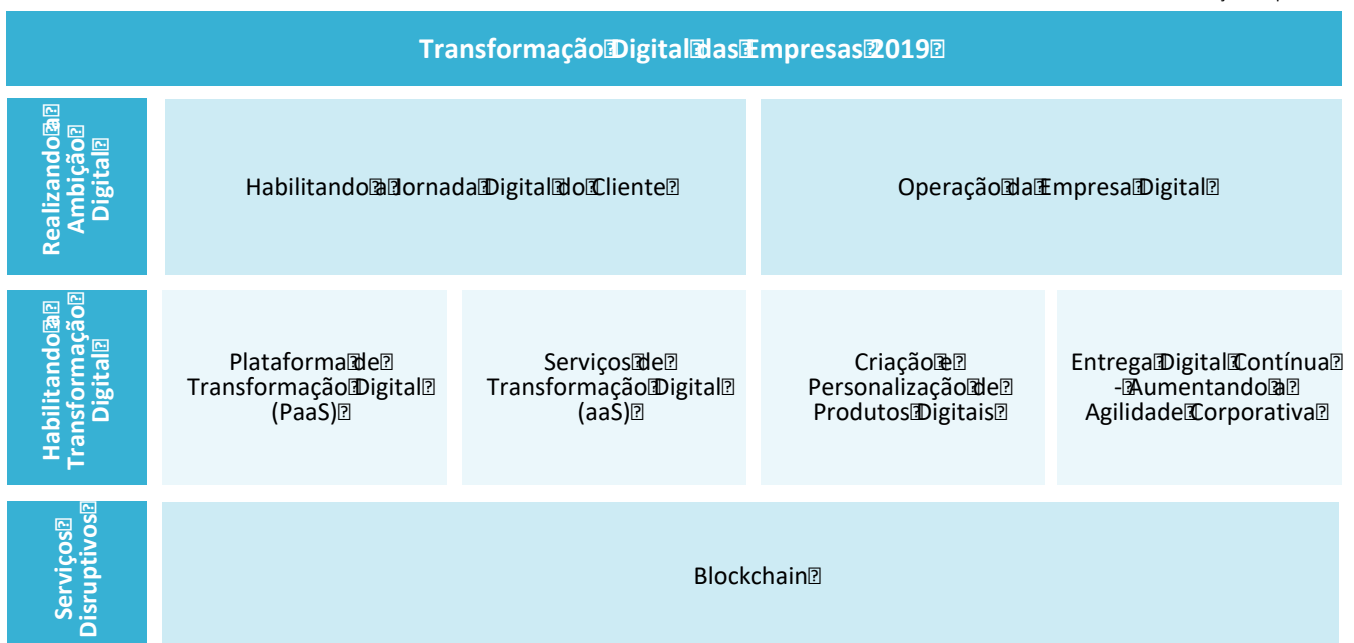 Transformação Digital das Empresas 2019
Realizando a
Ambição
Digital
Habilitando a Jornada Digital do Cliente
Operação da Empresa Digital
Habilitando a
Transformação
Digital
Plataforma de
Transformação Digital
(PaaS)
Serviços de
Transformação Digital
(aaS)
Criação e
Personalização de
Produtos Digitais
Entrega Digital Contínua
- Aumentando a
Agilidade Corporativa
Serviços
Disruptivos
Blockchain